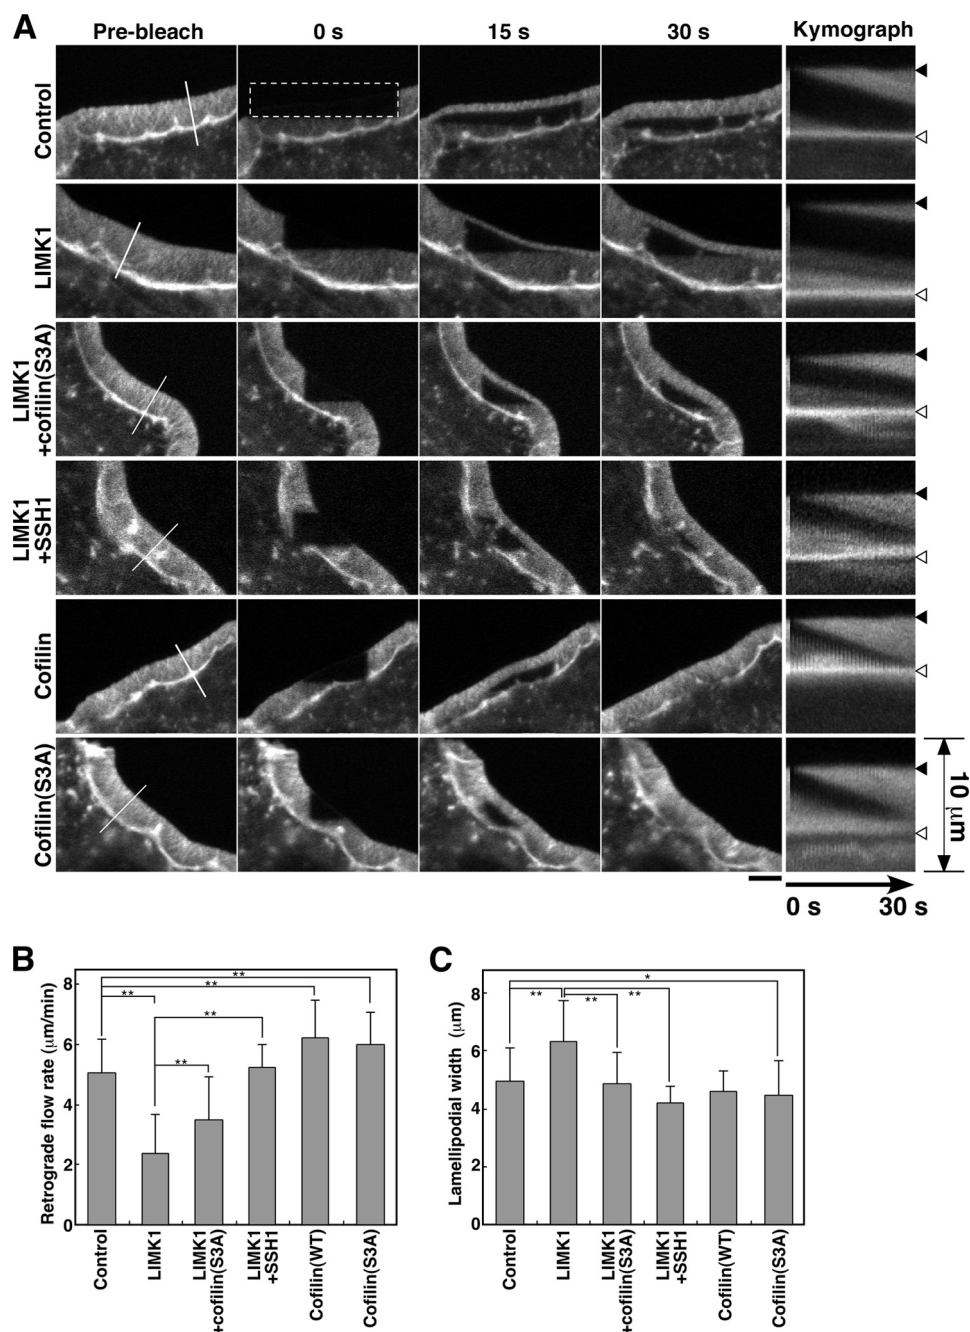 A
Pre-bleach 0 s 15 s 30 s Kymograph
Control
LIMK1
LIMK1
+cofilin(S3A)
LIMK1
+SSH1
Cofilin
Cofilin(S3A)
10 μm
0 s 30 s
B
Retrograde flow rate (μm/min)
8
6
4
2
0
**
**
**
**
**
Control
LIMK1
LIMK1
+cofilin(S3A)
LIMK1
+SSH1
Cofilin(WT)
Cofilin(S3A)
C
Lamellipodial width (μm)
8
6
4
2
0
*
**
**
**
Control
LIMK1
LIMK1
+cofilin(S3A)
LIMK1
+SSH1
Cofilin(WT)
Cofilin(S3A)